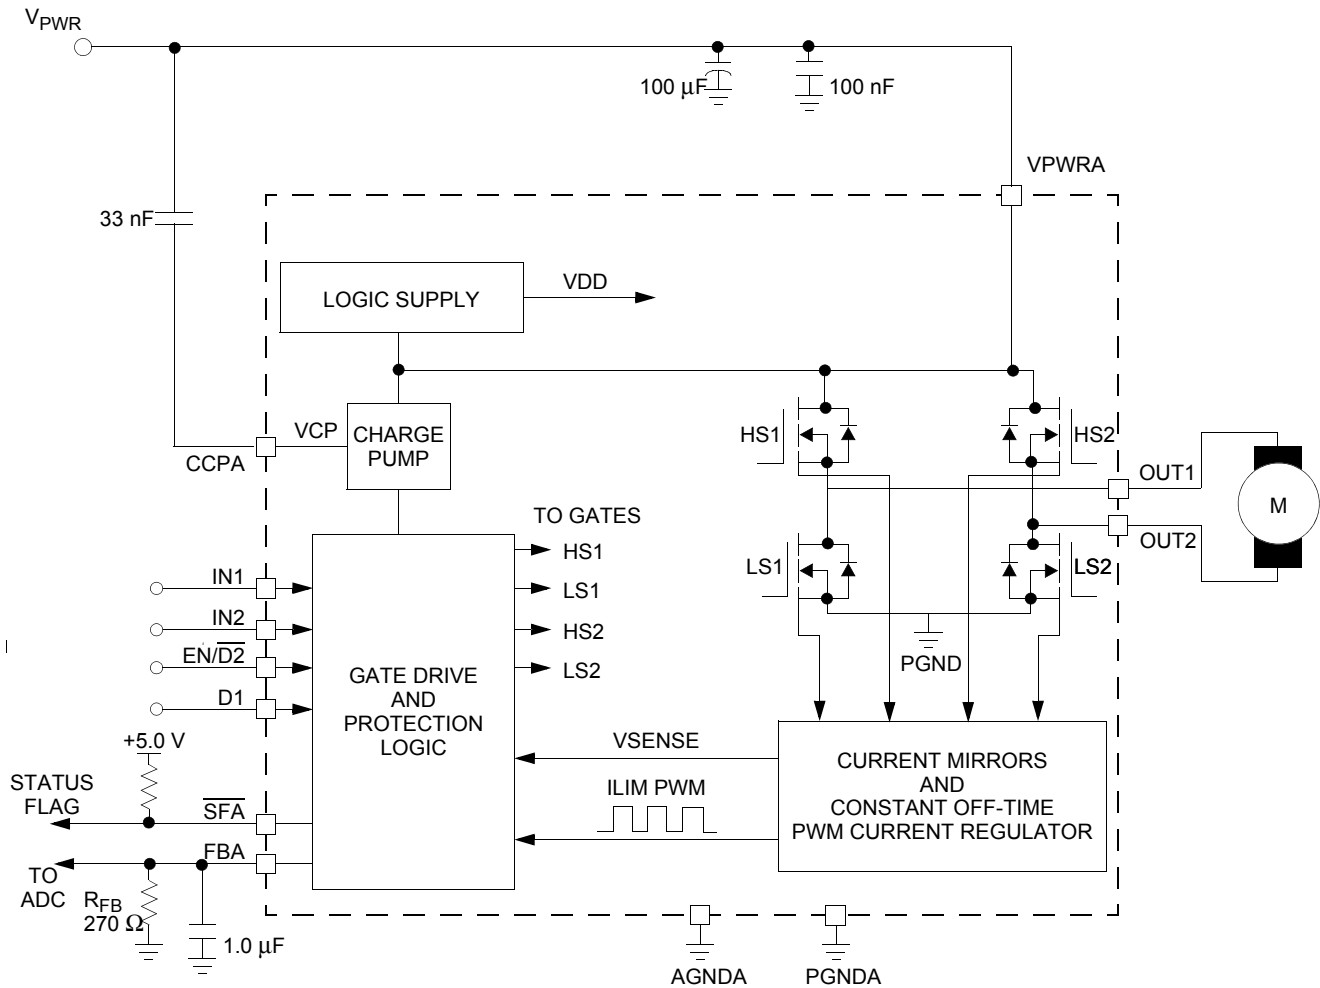 VPWR
100 μF
100 nF
VPWRA
33 nF
LOGIC SUPPLY
VDD
VCP
CHARGE
PUMP
CCPA
HS1
HS2
OUT1
M
OUT2
TO GATES
HS1
LS1
HS2
LS2
LS1
LS2
PGND
IN1
IN2
EN/D2
D1
GATE DRIVE
AND
PROTECTION
LOGIC
+5.0 V
STATUS
FLAG
SFA
FBA
TO
ADC
RFB
270 Ω
1.0 μF
VSENSE
ILIM PWM
CURRENT MIRRORS
AND
CONSTANT OFF-TIME
PWM CURRENT REGULATOR
AGNDA
PGNDA